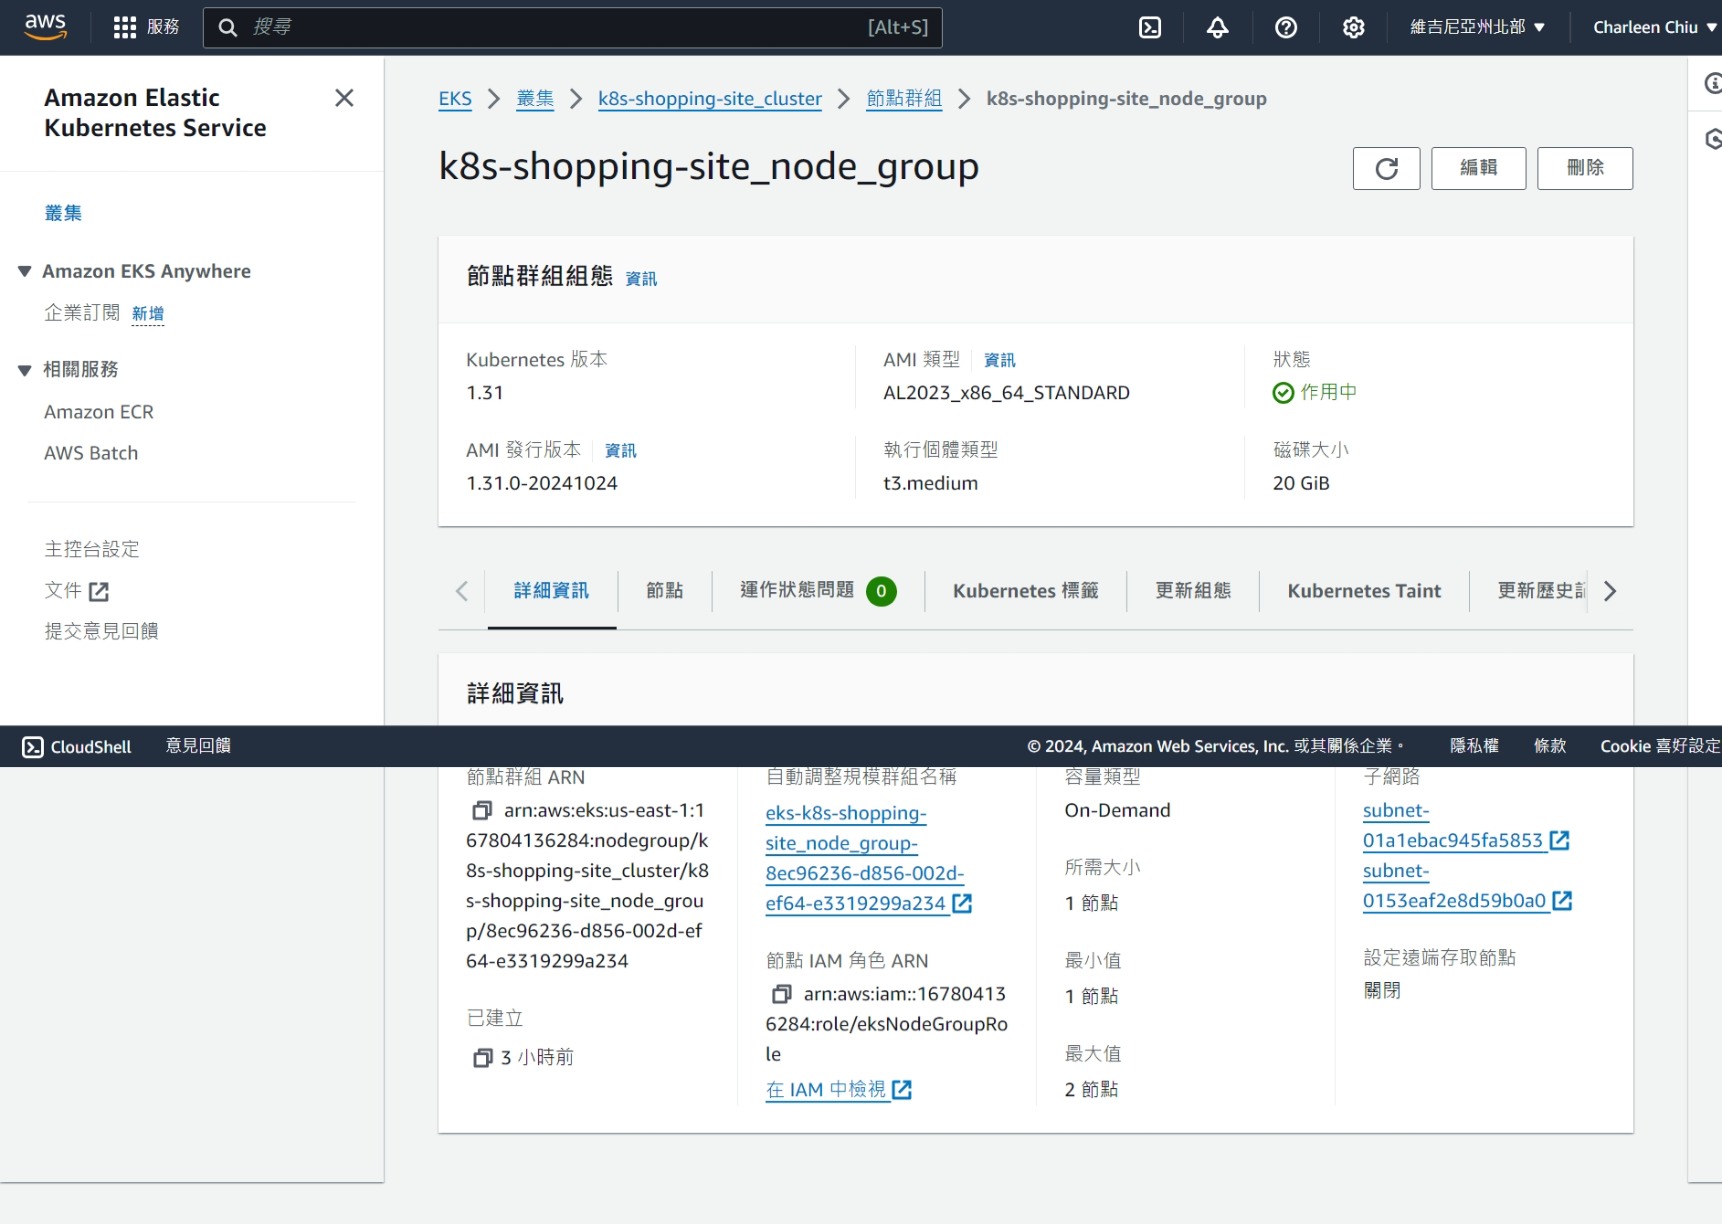 aws
服務
搜尋
[Alt+S]
維吉尼亞州北部
Charleen Chiu
Amazon Elastic
Kubernetes Service
叢集
Amazon EKS Anywhere
企業訂閱 新增
相關服務
Amazon ECR
AWS Batch
主控台設定
文件
提交意見回饋
EKS
叢集
k8s-shopping-site_cluster
節點群組
k8s-shopping-site_node_group
k8s-shopping-site_node_group
編輯
刪除
節點群組組態 資訊
Kubernetes 版本
1.31
AMI 類型 資訊
AL2023_x86_64_STANDARD
狀態
作用中
AMI 發行版本 資訊
1.31.0-20241024
執行個體類型
t3.medium
磁碟大小
20 GiB
詳細資訊
節點
運作狀態問題 0
Kubernetes 標籤
更新組態
Kubernetes Taint
更新歷史
詳細資訊
CloudShell
意見回饋
© 2024, Amazon Web Services, Inc. 或其關係企業。
隱私權
條款
Cookie 喜好設定
節點群組 ARN
arn:aws:eks:us-east-1:1
67804136284:nodegroup/k
8s-shopping-site_cluster/k8
s-shopping-site_node_grou
p/8ec96236-d856-002d-ef
64-e3319299a234
已建立
3 小時前
自動調整規模群組名稱
eks-k8s-shopping-
site_node_group-
8ec96236-d856-002d-
ef64-e3319299a234
節點 IAM 角色 ARN
arn:aws:iam::16780413
6284:role/eksNodeGroupRo
le
在 IAM 中檢視
容量類型
On-Demand
所需大小
1 節點
最小值
1 節點
最大值
2 節點
子網路
subnet-
01a1ebac945fa5853
subnet-
0153eaf2e8d59b0a0
設定遠端存取節點
關閉